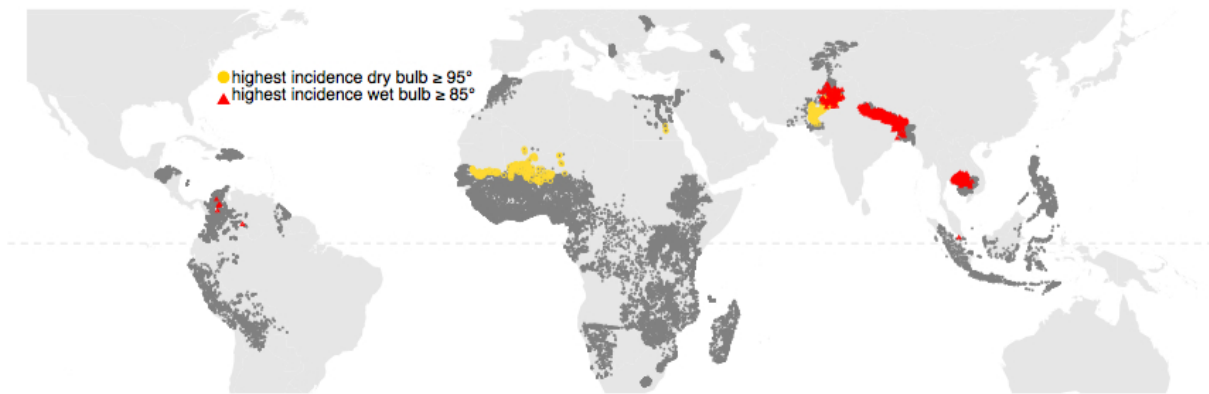 highest incidence dry bulb ≥ 95°
highest incidence wet bulb ≥ 85°